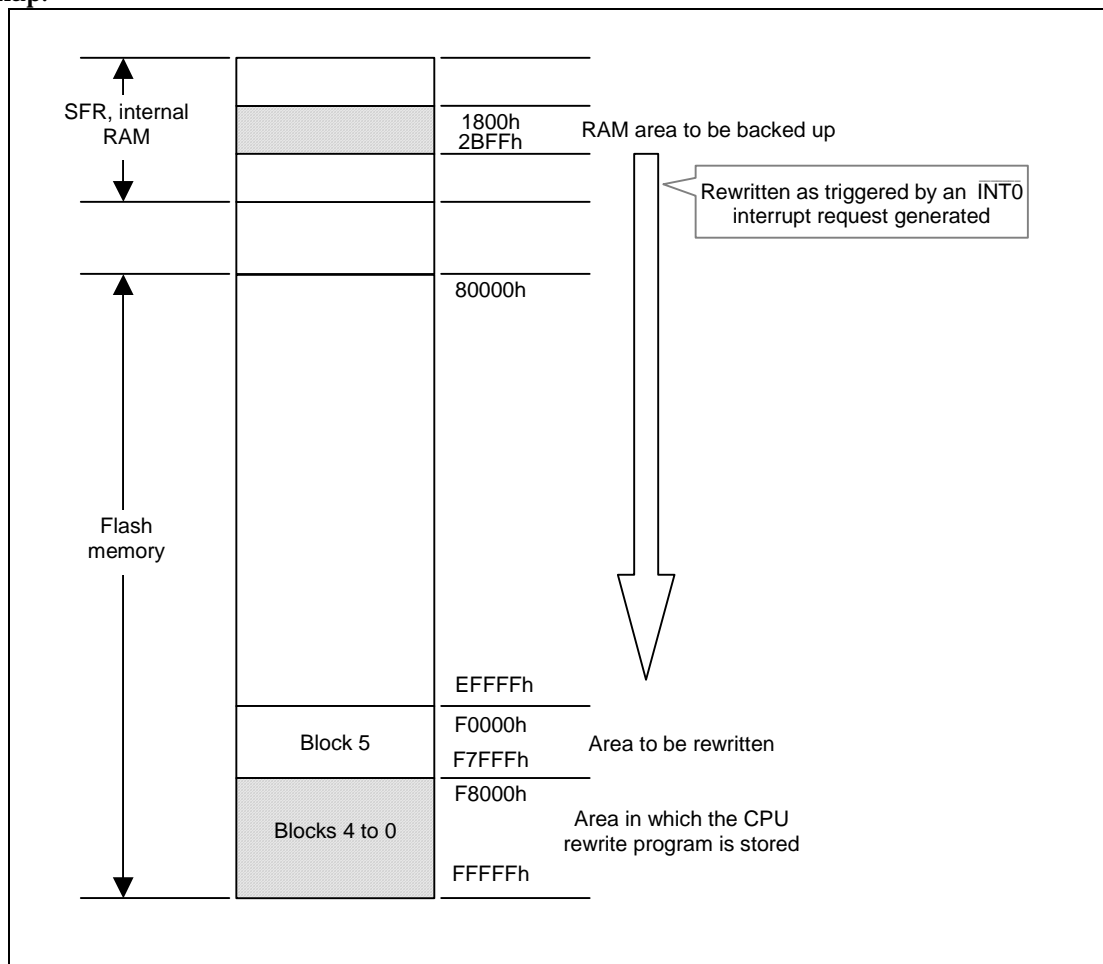 SFR, internal
RAM
1800h
2BFFh
RAM area to be backed up
Rewritten as triggered by an INT0
interrupt request generated
80000h
Flash
memory
EFFFFh
F0000h
Block 5
Area to be rewritten
F7FFFh
F8000h
Blocks 4 to 0
Area in which the CPU
rewrite program is stored
FFFFFh